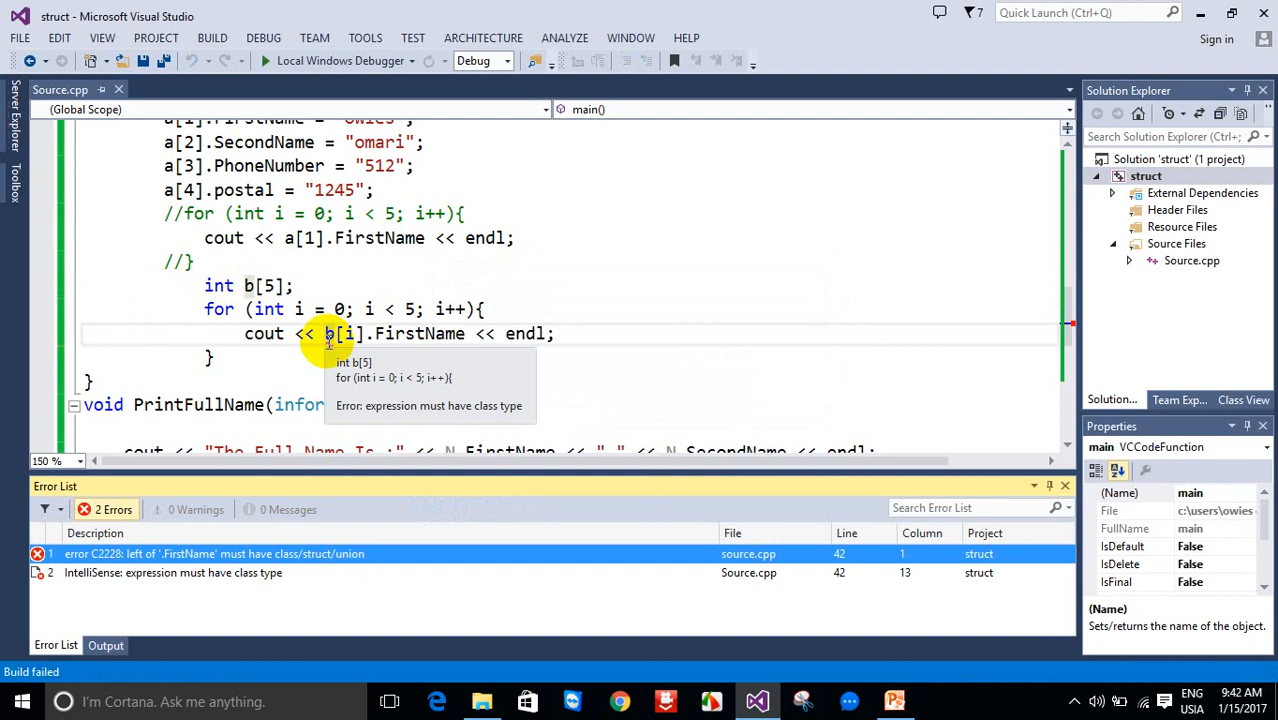 struct - Microsoft Visual Studio
7
Quick Launch (Ctrl+Q)
FILE EDIT VIEW PROJECT BUILD DEBUG TEAM TOOLS TEST ARCHITECTURE ANALYZE WINDOW HELP
Sign in
Local Windows Debugger Debug
Server Explorer
Toolbox
Source.cpp
(Global Scope) main()
a[1].FirstName = "owies";
a[2].SecondName = "omari";
a[3].PhoneNumber = "512";
a[4].postal = "1245";
//for (int i = 0; i < 5; i++){
cout << a[1].FirstName << endl;
//}
int b[5];
for (int i = 0; i < 5; i++){
cout << b[i].FirstName << endl;
}
int b[5]
for (int i = 0; i < 5; i++){
Error: expression must have class type
}
void PrintFullName(infor
cout << "The Full Name Is :" << N.FirstName << " " << N.SecondName << endl;
150 %
Solution Explorer
Search Solution Explorer (Ctrl+;
Solution 'struct' (1 project)
struct
External Dependencies
Header Files
Resource Files
Source Files
Source.cpp
Solution... Team Exp... Class View
Properties
main VCCodeFunction
(Name) main
File c:\users\owies
FullName main
IsDefault False
IsDelete False
IsFinal False
(Name)
Sets/returns the name of the object.
Error List
2 Errors 0 Warnings 0 Messages
Search Error List
Description File Line Column Project
1 error C2228: left of '.FirstName' must have class/struct/union source.cpp 42 1 struct
2 IntelliSense: expression must have class type Source.cpp 42 13 struct
Error List Output
Build failed
I'm Cortana. Ask me anything.
ENG
USIA
9:42 AM
1/15/2017